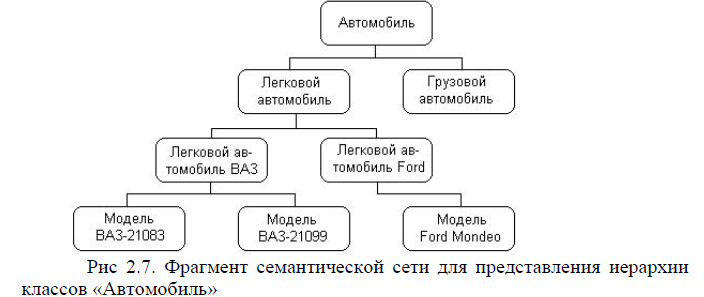 Автомобиль
Легковой
автомобиль
Грузовой
автомобиль
Легковой ав-
томобиль ВАЗ
Легковой ав-
томобиль Ford
Модель
ВАЗ-21083
Модель
ВАЗ-21099
Модель
Ford Mondeo
Рис 2.7. Фрагмент семантической сети для представления иерархии
классов «Автомобиль»